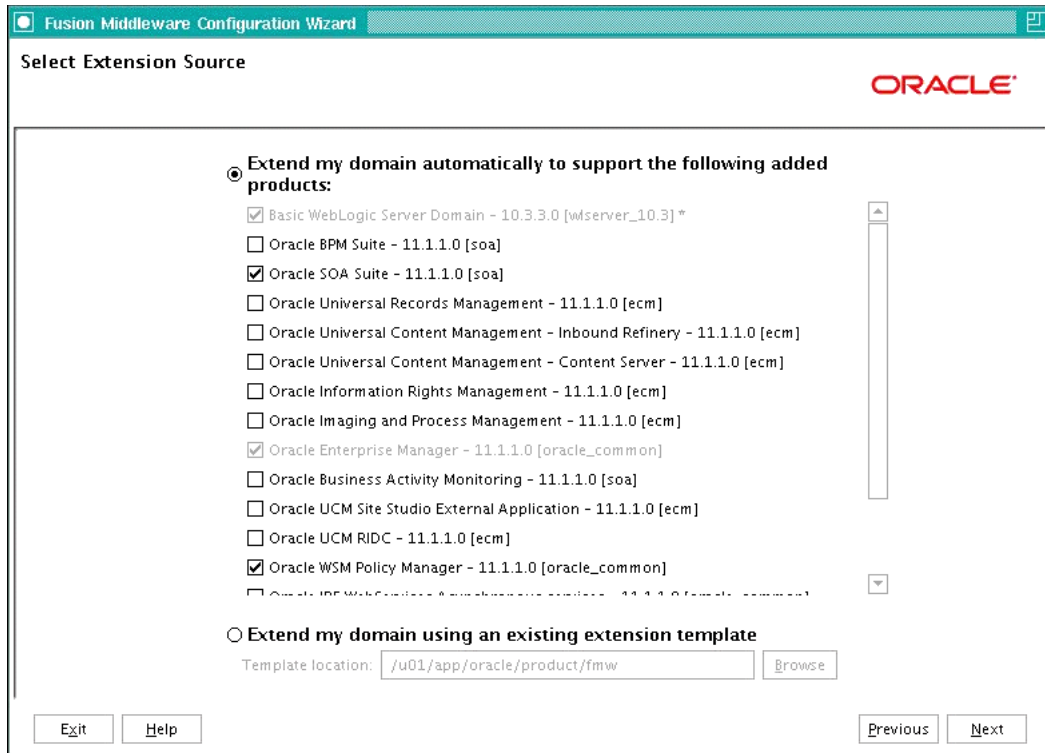 Fusion Middleware Configuration Wizard
Select Extension Source
ORACLE
Extend my domain automatically to support the following added
products:
Basic WebLogic Server Domain - 10.3.3.0 [wlserver_10.3] *
Oracle BPM Suite - 11.1.1.0 [soa]
Oracle SOA Suite - 11.1.1.0 [soa]
Oracle Universal Records Management - 11.1.1.0 [ecm]
Oracle Universal Content Management - Inbound Refinery - 11.1.1.0 [ecm]
Oracle Universal Content Management - Content Server - 11.1.1.0 [ecm]
Oracle Information Rights Management - 11.1.1.0 [ecm]
Oracle Imaging and Process Management - 11.1.1.0 [ecm]
Oracle Enterprise Manager - 11.1.1.0 [oracle_common]
Oracle Business Activity Monitoring - 11.1.1.0 [soa]
Oracle UCM Site Studio External Application - 11.1.1.0 [ecm]
Oracle UCM RIDC - 11.1.1.0 [ecm]
Oracle WSM Policy Manager - 11.1.1.0 [oracle_common]
Extend my domain using an existing extension template
Template location: /u01/app/oracle/product/fmw Browse
Exit Help Previous Next